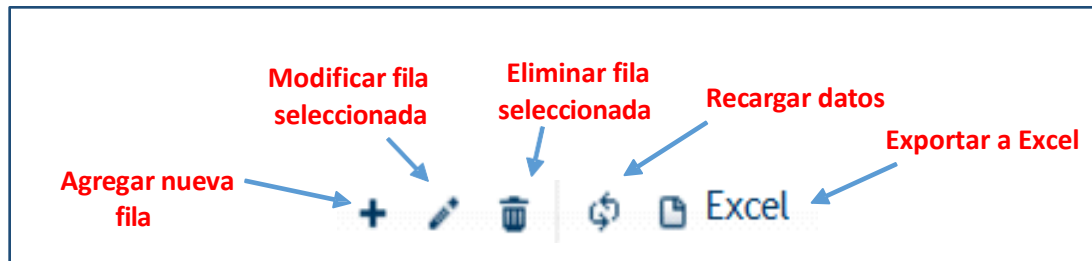 Modificar fila
seleccionada
Eliminar fila
seleccionada
Recargar datos
Exportar a Excel
Agregar nueva
fila
Excel